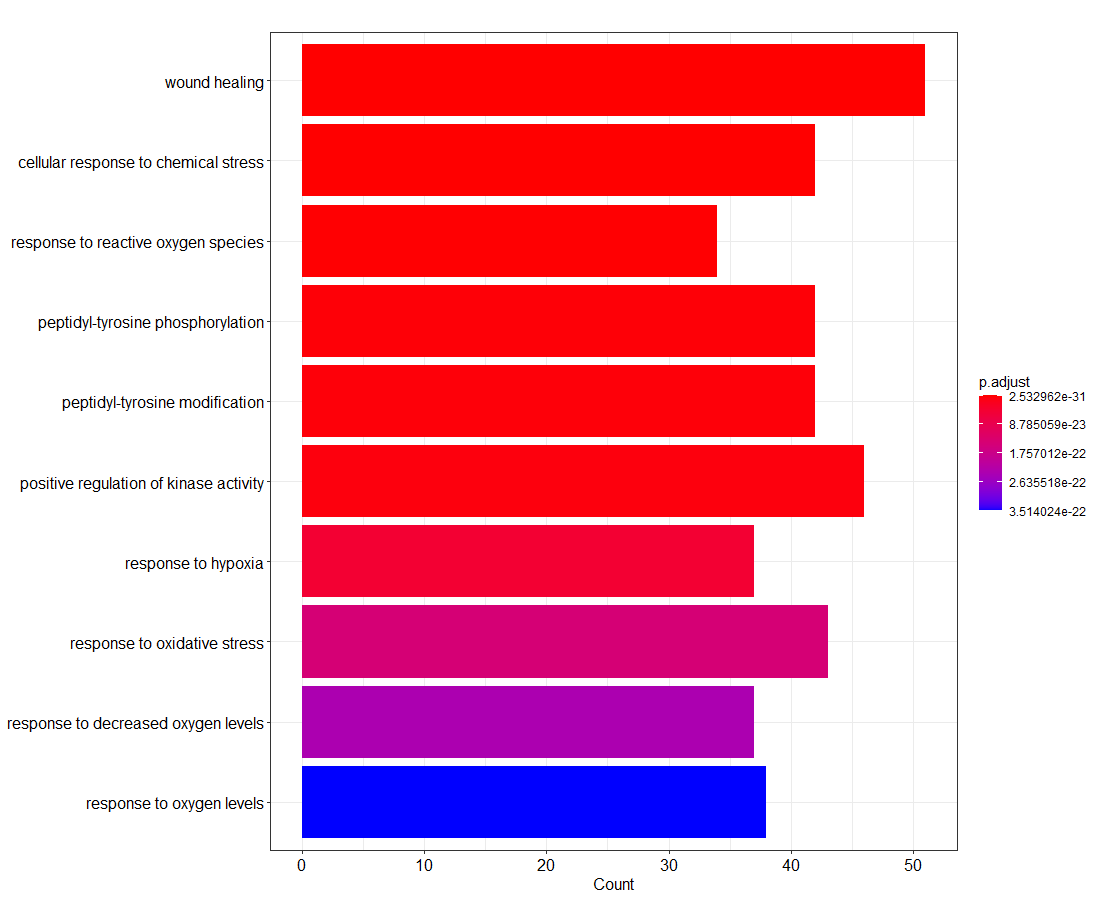 wound healing
cellular response to chemical stress
response to reactive oxygen species
peptidyl-tyrosine phosphorylation
peptidyl-tyrosine modification
positive regulation of kinase activity
response to hypoxia
response to oxidative stress
response to decreased oxygen levels
response to oxygen levels
0 10 20 30 40 50
Count
p.adjust
2.532962e-31
8.785059e-23
1.757012e-22
2.635518e-22
3.514024e-22